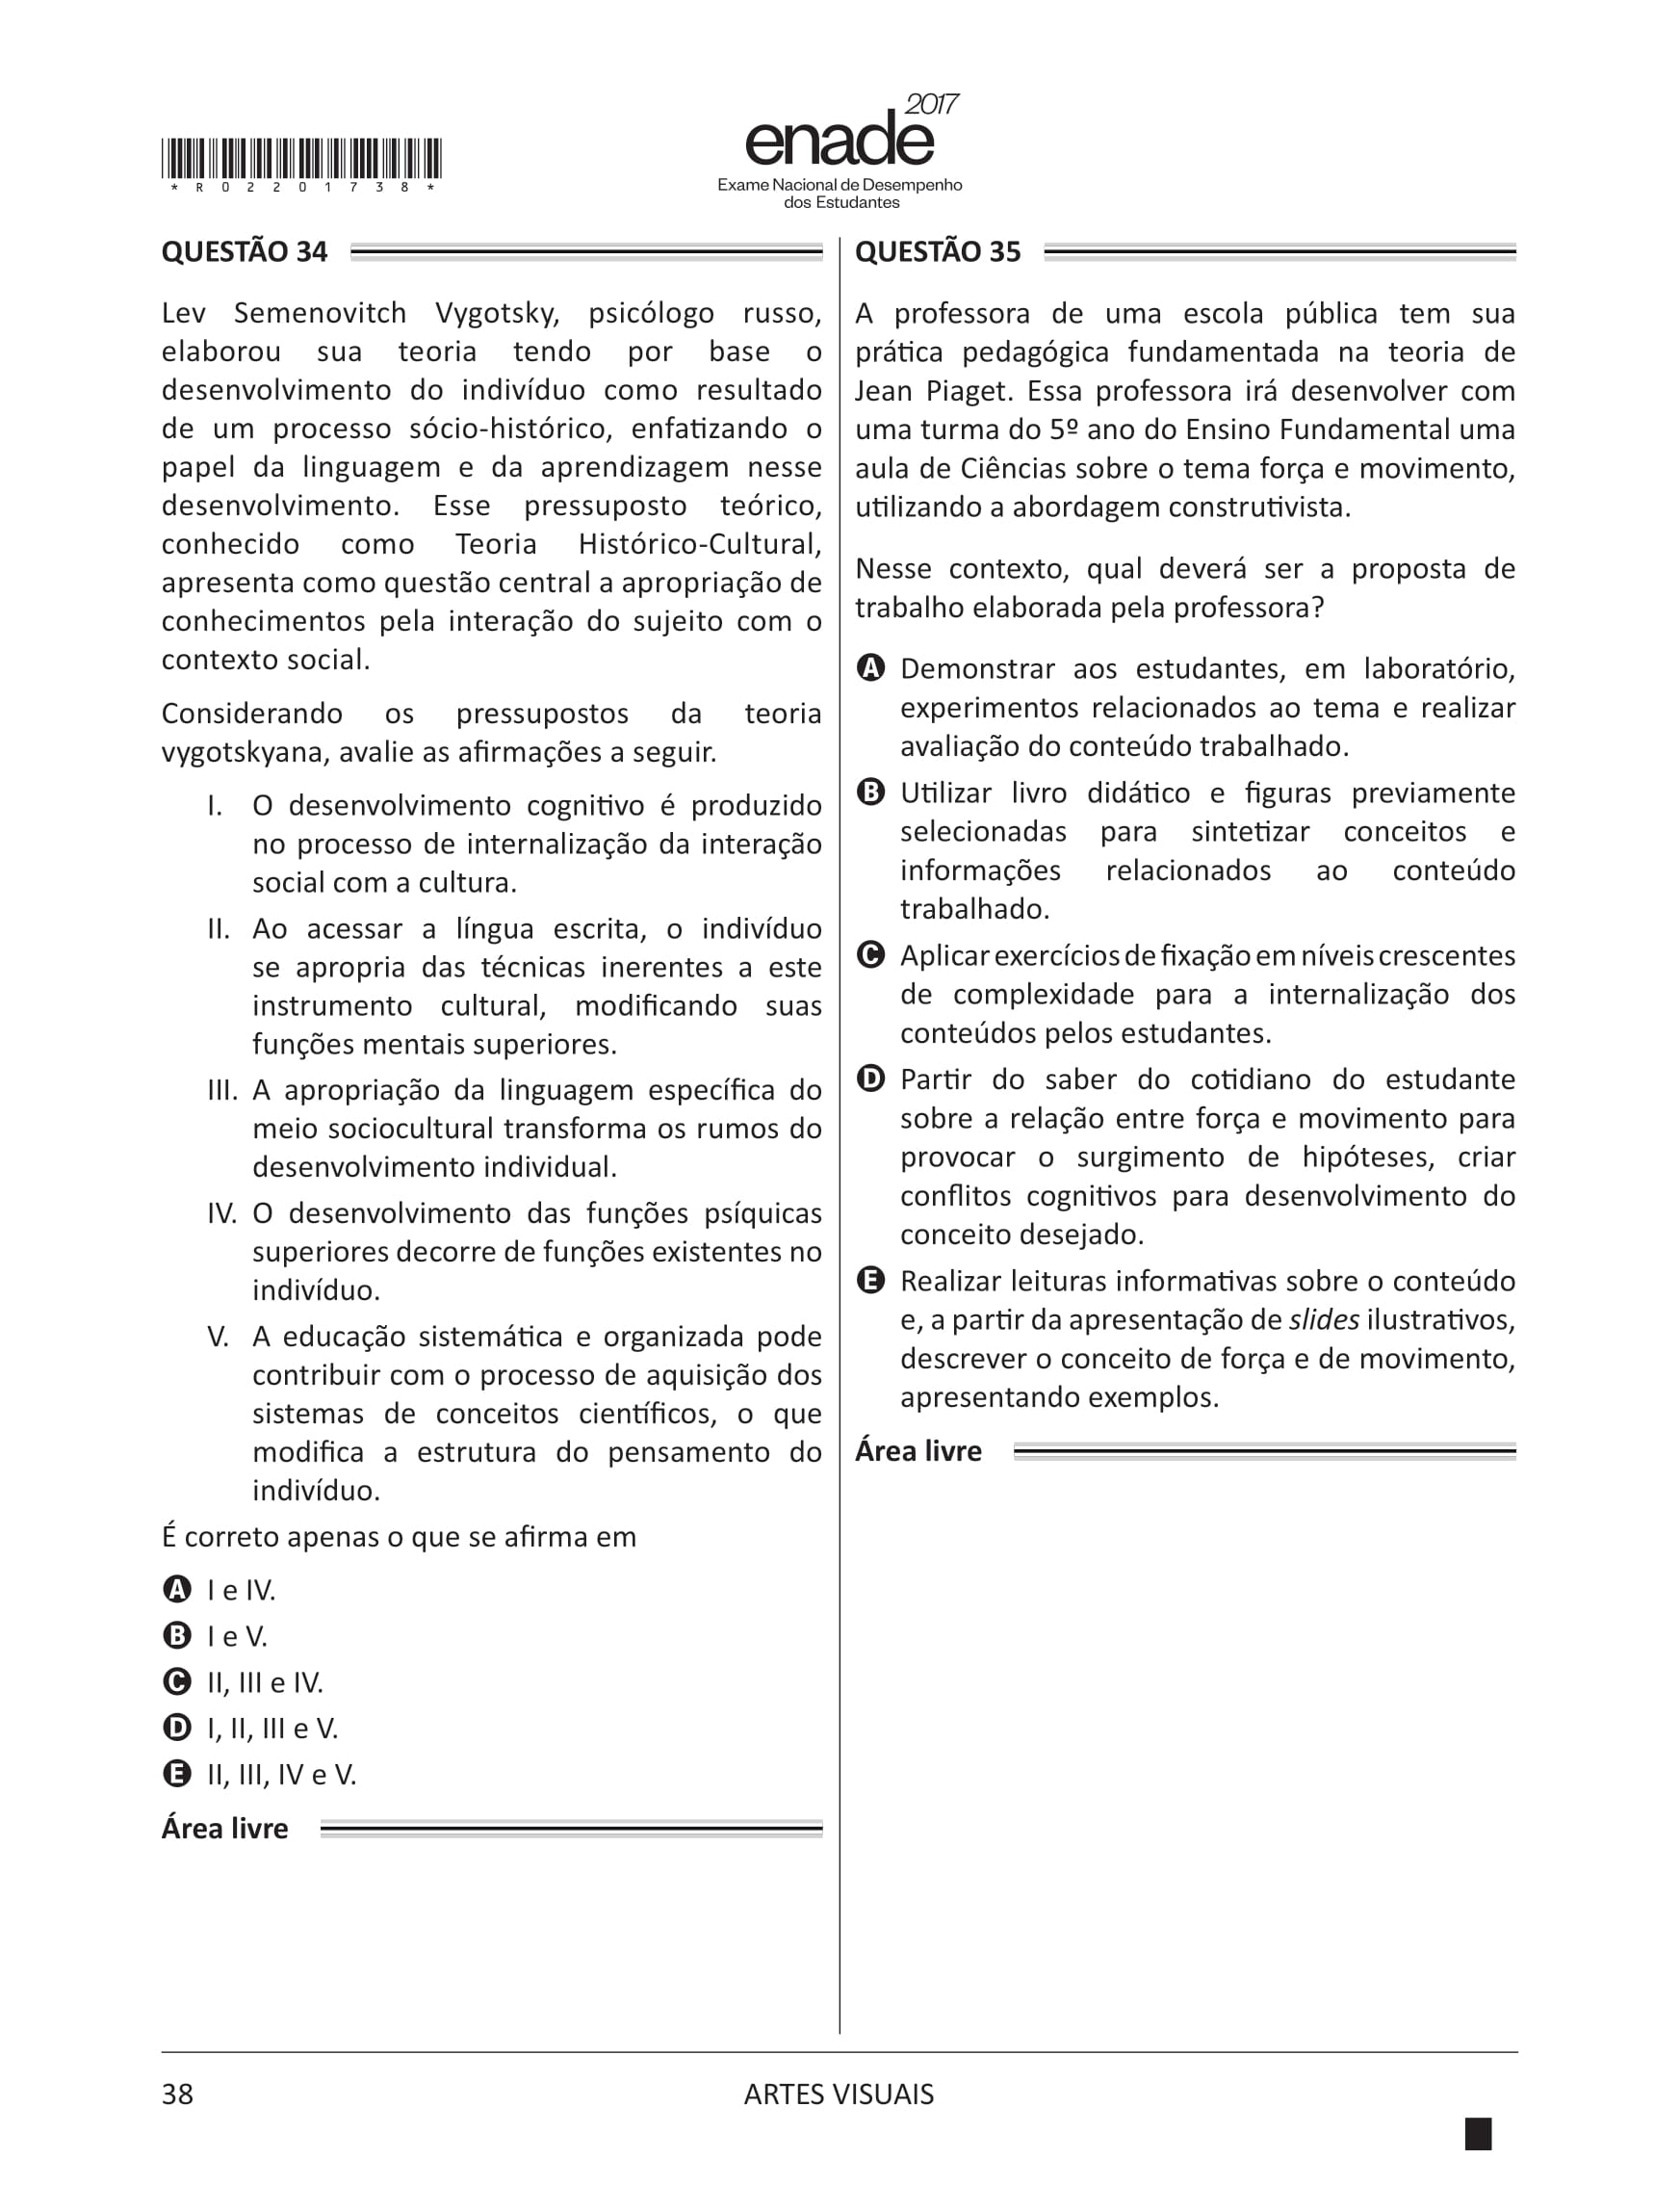 *R02201738*
enade 2017
Exame Nacional de Desempenho
dos Estudantes
QUESTÃO 34
Lev Semenovitch Vygotsky, psicólogo russo,
elaborou sua teoria tendo por base o
desenvolvimento do indivíduo como resultado
de um processo sócio-histórico, enfatizando o
papel da linguagem e da aprendizagem nesse
desenvolvimento. Esse pressuposto teórico,
conhecido como Teoria Histórico-Cultural,
apresenta como questão central a apropriação de
conhecimentos pela interação do sujeito com o
contexto social.
Considerando os pressupostos da teoria
vygotskyana, avalie as afirmações a seguir.
I. O desenvolvimento cognitivo é produzido
no processo de internalização da interação
social com a cultura.
II. Ao acessar a língua escrita, o indivíduo
se apropria das técnicas inerentes a este
instrumento cultural, modificando suas
funções mentais superiores.
III. A apropriação da linguagem específica do
meio sociocultural transforma os rumos do
desenvolvimento individual.
IV. O desenvolvimento das funções psíquicas
superiores decorre de funções existentes no
indivíduo.
V. A educação sistemática e organizada pode
contribuir com o processo de aquisição dos
sistemas de conceitos científicos, o que
modifica a estrutura do pensamento do
indivíduo.
É correto apenas o que se afirma em
A I e IV.
B I e V.
C II, III e IV.
D I, II, III e V.
E II, III, IV e V.
Área livre
QUESTÃO 35
A professora de uma escola pública tem sua
prática pedagógica fundamentada na teoria de
Jean Piaget. Essa professora irá desenvolver com
uma turma do 5º ano do Ensino Fundamental uma
aula de Ciências sobre o tema força e movimento,
utilizando a abordagem construtivista.
Nesse contexto, qual deverá ser a proposta de
trabalho elaborada pela professora?
A Demonstrar aos estudantes, em laboratório,
experimentos relacionados ao tema e realizar
avaliação do conteúdo trabalhado.
B Utilizar livro didático e figuras previamente
selecionadas para sintetizar conceitos e
informações relacionados ao conteúdo
trabalhado.
C Aplicar exercícios de fixação em níveis crescentes
de complexidade para a internalização dos
conteúdos pelos estudantes.
D Partir do saber do cotidiano do estudante
sobre a relação entre força e movimento para
provocar o surgimento de hipóteses, criar
conflitos cognitivos para desenvolvimento do
conceito desejado.
E Realizar leituras informativas sobre o conteúdo
e, a partir da apresentação de slides ilustrativos,
descrever o conceito de força e de movimento,
apresentando exemplos.
Área livre
38
ARTES VISUAIS